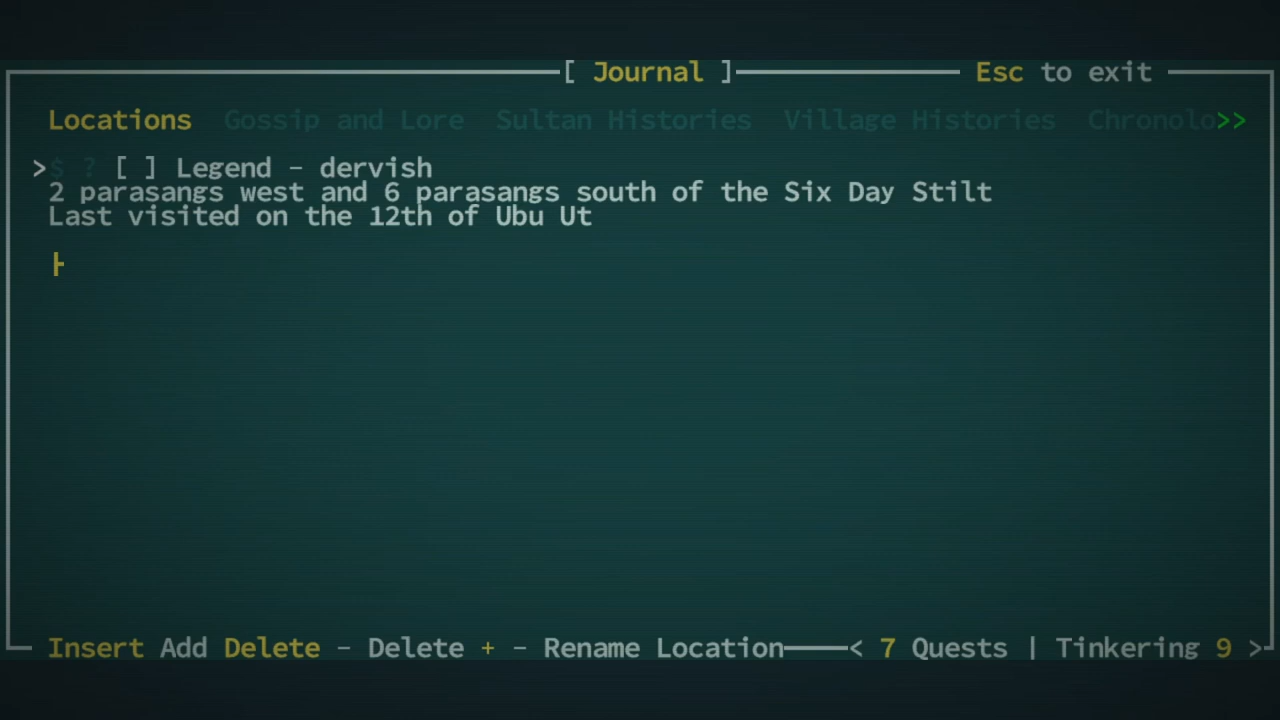 [ Journal ] Esc to exit
Locations Gossip and Lore Sultan Histories Village Histories Chronolo>>
>$ ? [ ] Legend - dervish
2 parasangs west and 6 parasangs south of the Six Day Stilt
Last visited on the 12th of Ubu Ut
Insert Add Delete - Delete + - Rename Location < 7 Quests | Tinkering 9 >